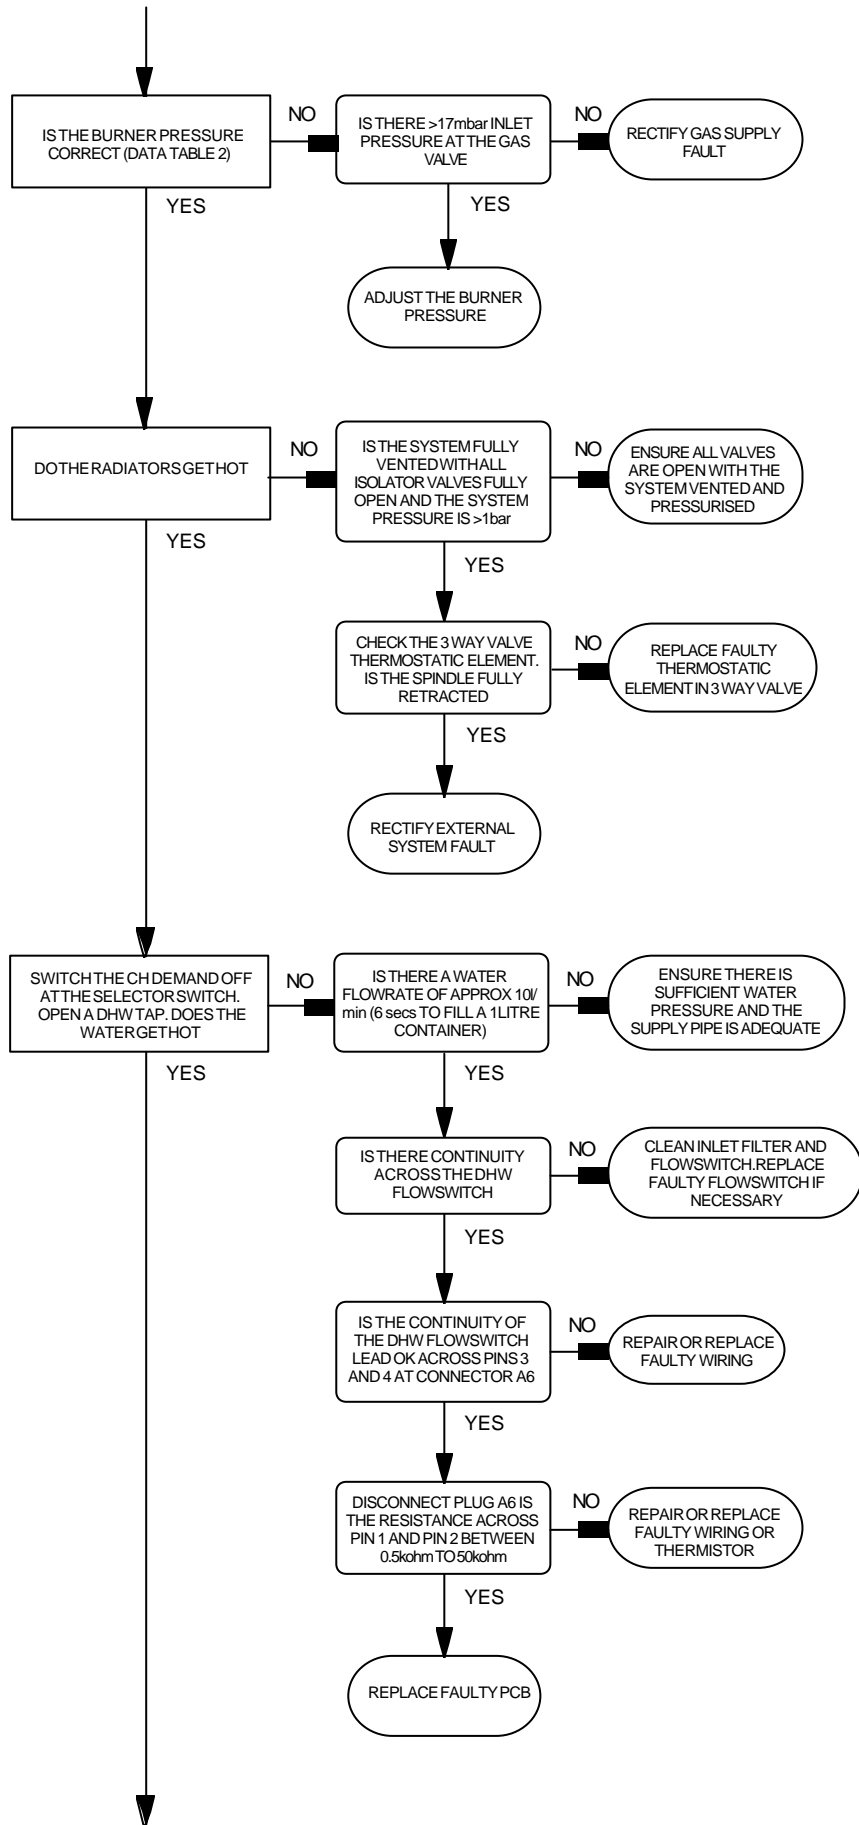 IS THE BURNER PRESSURE
CORRECT (DATA TABLE 2)
NO
IS THERE >17mbar INLET
PRESSURE AT THE GAS
VALVE
NO
RECTIFY GAS SUPPLY
FAULT
YES
YES
ADJUST THE BURNER
PRESSURE
DO THE RADIATORS GET HOT
NO
IS THE SYSTEM FULLY
VENTED WITH ALL
ISOLATOR VALVES FULLY
OPEN AND THE SYSTEM
PRESSURE IS >1bar
NO
ENSURE ALL VALVES
ARE OPEN WITH THE
SYSTEM VENTED AND
PRESSURISED
YES
YES
CHECK THE 3 WAY VALVE
THERMOSTATIC ELEMENT.
IS THE SPINDLE FULLY
RETRACTED
NO
REPLACE FAULTY
THERMOSTATIC
ELEMENT IN 3 WAY VALVE
YES
RECTIFY EXTERNAL
SYSTEM FAULT
SWITCH THE CH DEMAND OFF
AT THE SELECTOR SWITCH.
OPEN A DHW TAP. DOES THE
WATER GET HOT
NO
IS THERE A WATER
FLOWRATE OF APPROX 10l/
min (6 secs TO FILL A 1LITRE
CONTAINER)
NO
ENSURE THERE IS
SUFFICIENT WATER
PRESSURE AND THE
SUPPLY PIPE IS ADEQUATE
YES
YES
IS THERE CONTINUITY
ACROSS THE DHW
FLOWSWITCH
NO
CLEAN INLET FILTER AND
FLOWSWITCH.REPLACE
FAULTY FLOWSWITCH IF
NECESSARY
YES
IS THE CONTINUITY OF
THE DHW FLOWSWITCH
LEAD OK ACROSS PINS 3
AND 4 AT CONNECTOR A6
NO
REPAIR OR REPLACE
FAULTY WIRING
YES
DISCONNECT PLUG A6 IS
THE RESISTANCE ACROSS
PIN 1 AND PIN 2 BETWEEN
0.5kohm TO 50kohm
NO
REPAIR OR REPLACE
FAULTY WIRING OR
THERMISTOR
YES
REPLACE FAULTY PCB